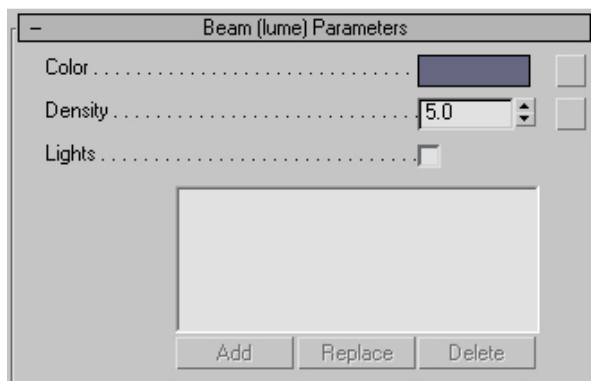 – Beam (lume) Parameters
Color . . . . . . . . . . . . . . . . . . . . . . . . . . . . . .
Density . . . . . . . . . . . . . . . . . . . . . . . . . . . . 5.0
Lights . . . . . . . . . . . . . . . . . . . . . . . . . . . . . .
Add Replace Delete